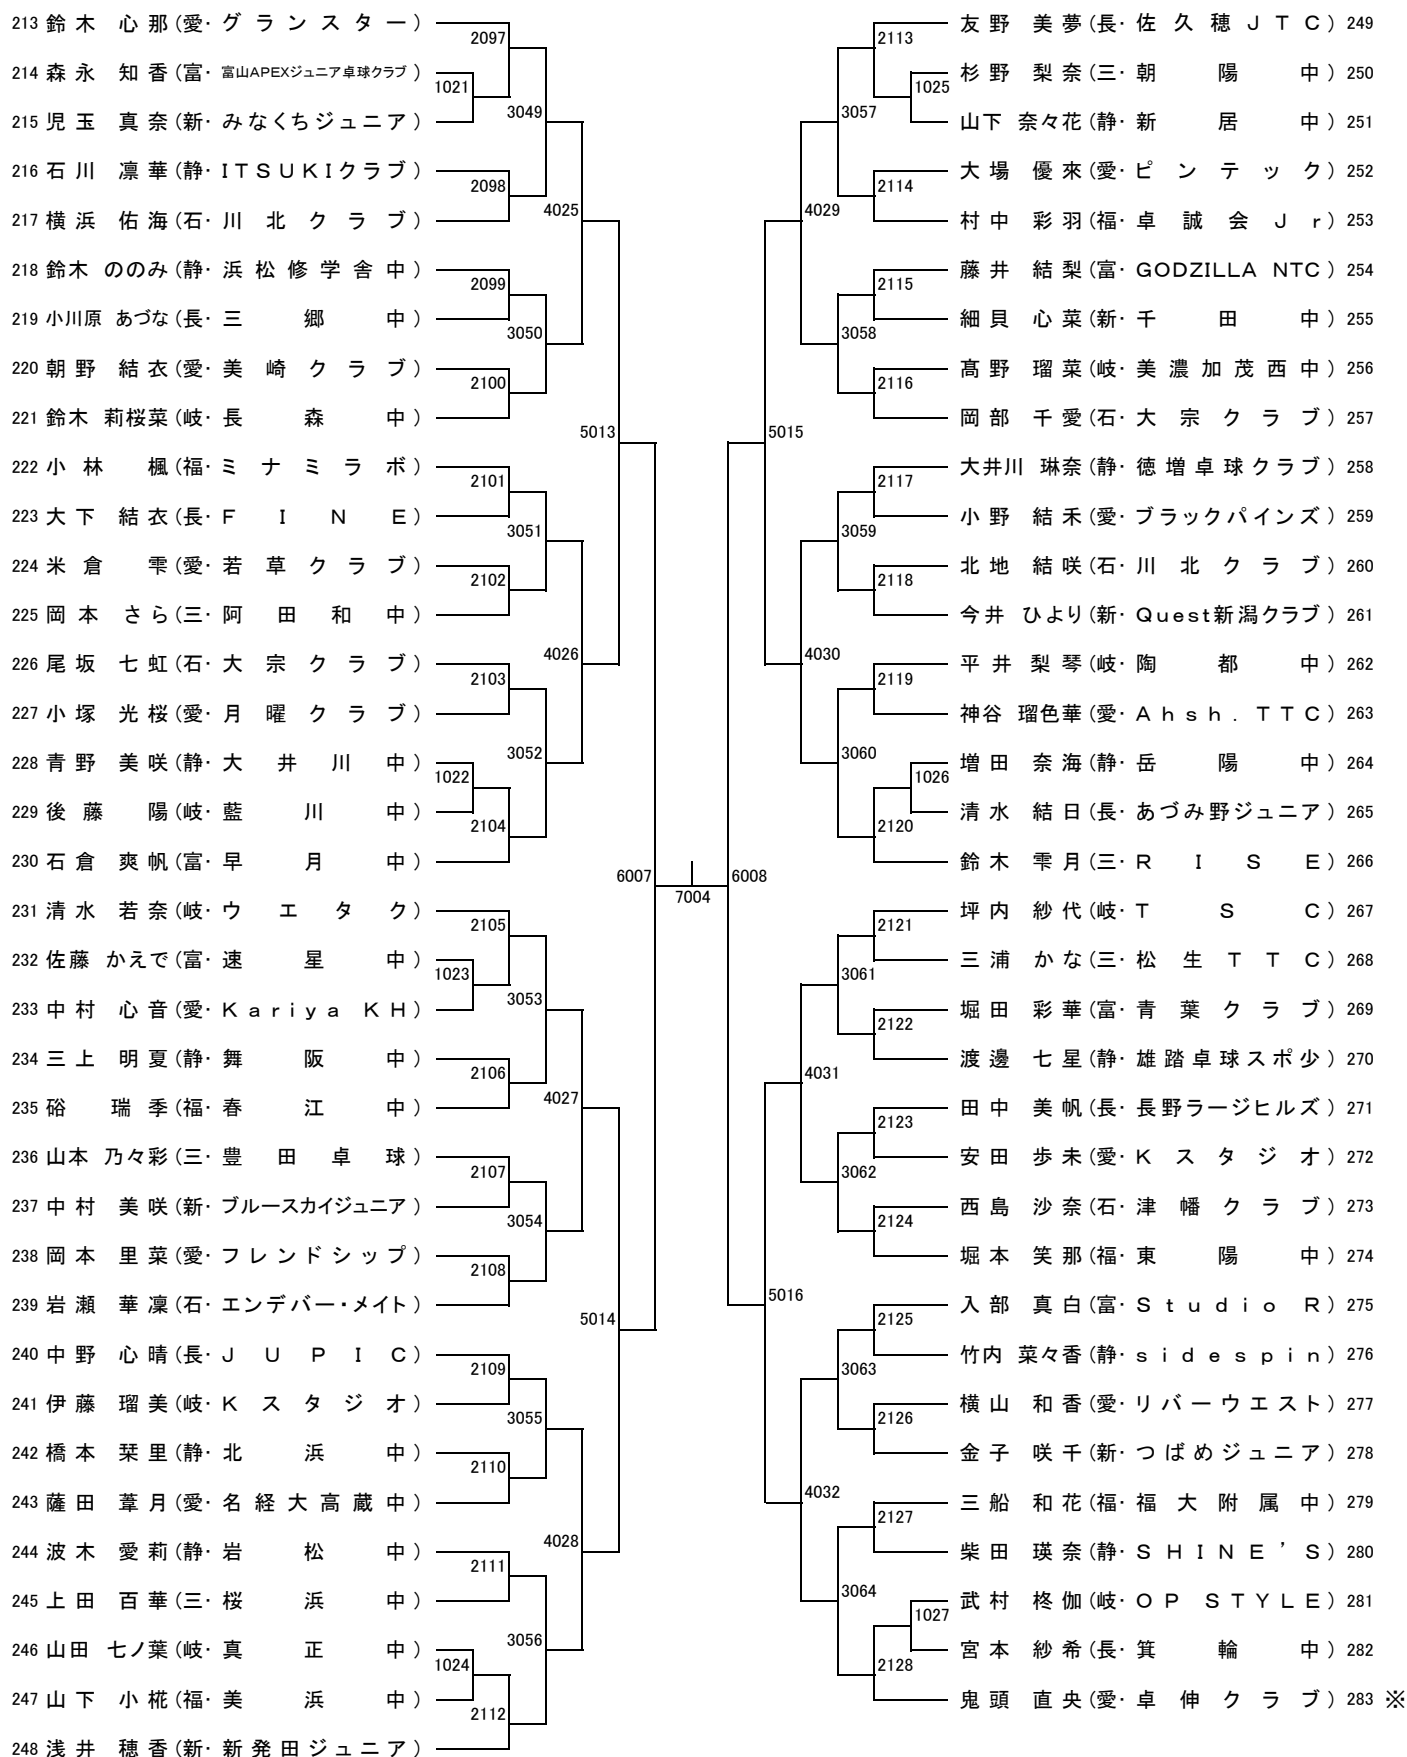 213 鈴木 心那 (愛・グランスター)
2097
214 森永 知香 (富・富山APEXジュニア卓球クラブ)
1021
215 児玉 真奈 (新・みなくちジュニア)
3049
216 石川 凛華 (静・ITSUKIクラブ)
2098
217 横浜 佑海 (石・川北クラブ)
4025
218 鈴木 ののみ (静・浜松修学舎中)
2099
219 小川原 あづな (長・三郷中)
3050
220 朝野 結衣 (愛・美崎クラブ)
2100
221 鈴木 莉桜菜 (岐・長森中)
5013
222 小林 楓 (福・ミナミラボ)
2101
223 大下 結衣 (長・FINE)
3051
224 米倉 雫 (愛・若草クラブ)
2102
225 岡本 さら (三・阿田和中)
4026
226 尾坂 七虹 (石・大宗クラブ)
2103
227 小塚 光桜 (愛・月曜クラブ)
3052
228 青野 美咲 (静・大井川中)
1022
229 後藤 陽 (岐・藍川中)
2104
230 石倉 爽帆 (富・早月中)
6007
231 清水 若奈 (岐・ウエタク)
2105
232 佐藤 かえで (富・速星中)
1023
233 中村 心音 (愛・Kariya KH)
3053
234 三上 明夏 (静・舞阪中)
2106
235 硲 瑞季 (福・春江中)
4027
236 山本 乃々彩 (三・豊田卓球)
2107
237 中村 美咲 (新・ブルースカイジュニア)
3054
238 岡本 里菜 (愛・フレンドシップ)
2108
239 岩瀬 華凜 (石・エンデバー・メイト)
5014
240 中野 心晴 (長・JUPIC)
2109
241 伊藤 瑠美 (岐・Kスタジオ)
3055
242 橋本 栞里 (静・北浜中)
2110
243 薩田 葦月 (愛・名経大高蔵中)
4028
244 波木 愛莉 (静・岩松中)
2111
245 上田 百華 (三・桜浜中)
3056
246 山田 七ノ葉 (岐・真正中)
1024
247 山下 小椛 (福・美浜中)
2112
248 浅井 穂香 (新・新発田ジュニア)
7004
友野 美夢 (長・佐久穂JTC) 249
2113
杉野 梨奈 (三・朝陽中) 250
1025
山下 奈々花 (静・新居中) 251
3057
大場 優來 (愛・ピンテック) 252
2114
村中 彩羽 (福・卓誠会Jr) 253
4029
藤井 結梨 (富・GODZILLA NTC) 254
2115
細貝 心菜 (新・千田中) 255
3058
髙野 瑠菜 (岐・美濃加茂西中) 256
2116
岡部 千愛 (石・大宗クラブ) 257
5015
大井川 琳奈 (静・徳増卓球クラブ) 258
2117
小野 結禾 (愛・ブラックパインズ) 259
3059
北地 結咲 (石・川北クラブ) 260
2118
今井 ひより (新・Quest新潟クラブ) 261
4030
平井 梨琴 (岐・陶都中) 262
2119
神谷 瑠色華 (愛・Ahsh.TTC) 263
3060
増田 奈海 (静・岳陽中) 264
1026
清水 結日 (長・あづみ野ジュニア) 265
2120
鈴木 雫月 (三・RISE) 266
6008
坪内 紗代 (岐・TSC) 267
2121
三浦 かな (三・松生TTC) 268
3061
堀田 彩華 (富・青葉クラブ) 269
2122
渡邊 七星 (静・雄踏卓球スポ少) 270
4031
田中 美帆 (長・長野ラージヒルズ) 271
2123
安田 歩未 (愛・Kスタジオ) 272
3062
西島 沙奈 (石・津幡クラブ) 273
2124
堀本 笑那 (福・東陽中) 274
5016
入部 真白 (富・Studio R) 275
2125
竹内 菜々香 (静・sidespin) 276
3063
横山 和香 (愛・リバーウエスト) 277
2126
金子 咲千 (新・つばめジュニア) 278
4032
三船 和花 (福・福大附属中) 279
2127
柴田 瑛奈 (静・SHINE'S) 280
3064
武村 柊伽 (岐・OP STYLE) 281
1027
宮本 紗希 (長・箕輪中) 282
2128
鬼頭 直央 (愛・卓伸クラブ) 283 ※